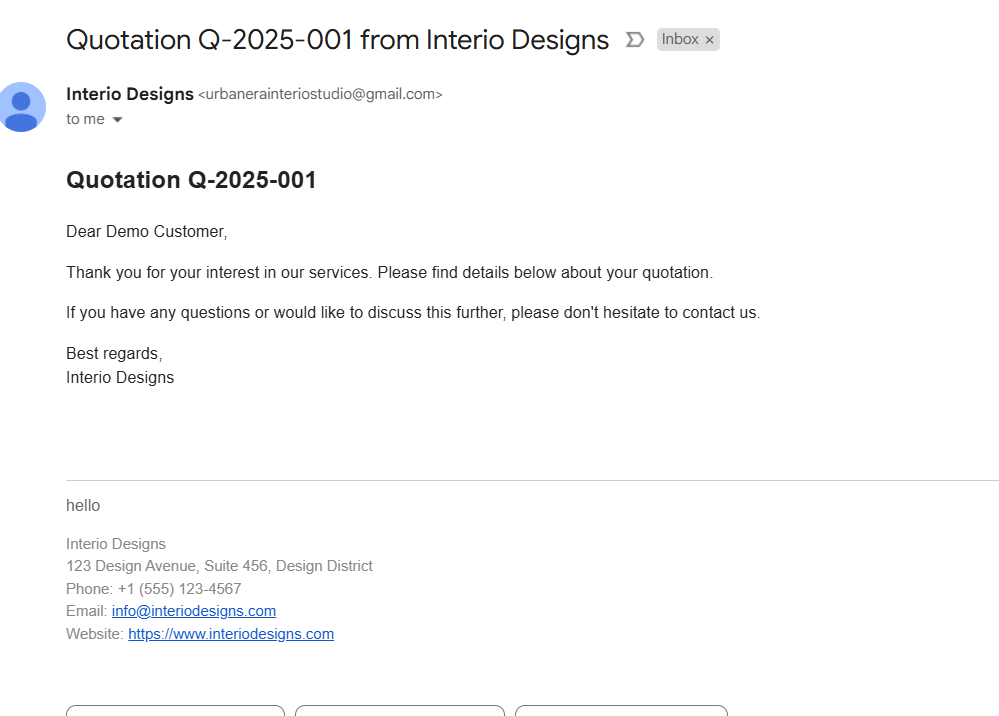 Quotation Q-2025-001 from Interio Designs Inbox ×
Interio Designs <urbanerainteriostudio@gmail.com>
to me
Quotation Q-2025-001
Dear Demo Customer,
Thank you for your interest in our services. Please find details below about your quotation.
If you have any questions or would like to discuss this further, please don't hesitate to contact us.
Best regards,
Interio Designs
hello
Interio Designs
123 Design Avenue, Suite 456, Design District
Phone: +1 (555) 123-4567
Email: info@interiodesigns.com
Website: https://www.interiodesigns.com